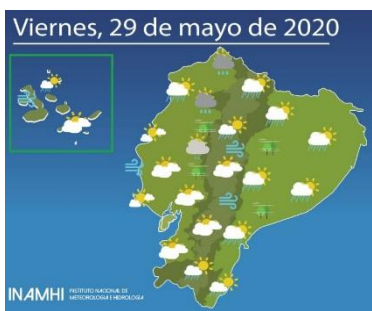 Viernes, 29 de mayo de 2020
INAMHI
INSTITUTO NACIONAL DE
METEOROLOGÍA E HIDROLOGÍA